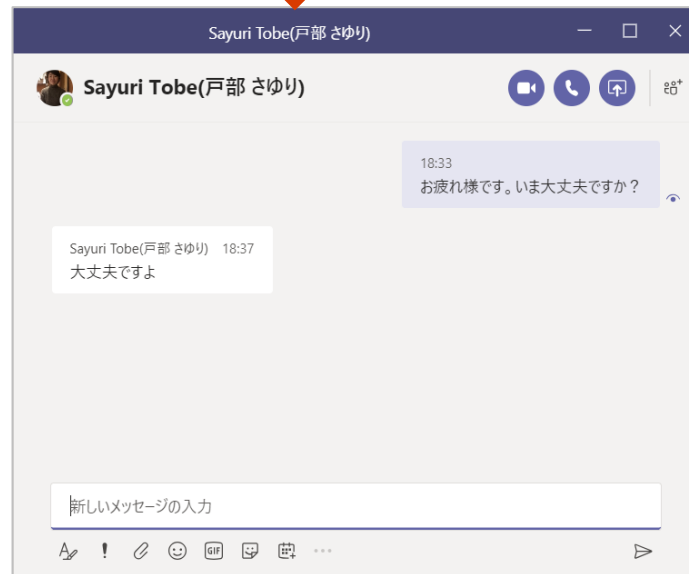 Sayuri Tobe(戸部 さゆり)
Sayuri Tobe(戸部 さゆり)
18:33
お疲れ様です。いま大丈夫ですか？
Sayuri Tobe(戸部 さゆり) 18:37
大丈夫ですよ
新しいメッセージの入力
GIF